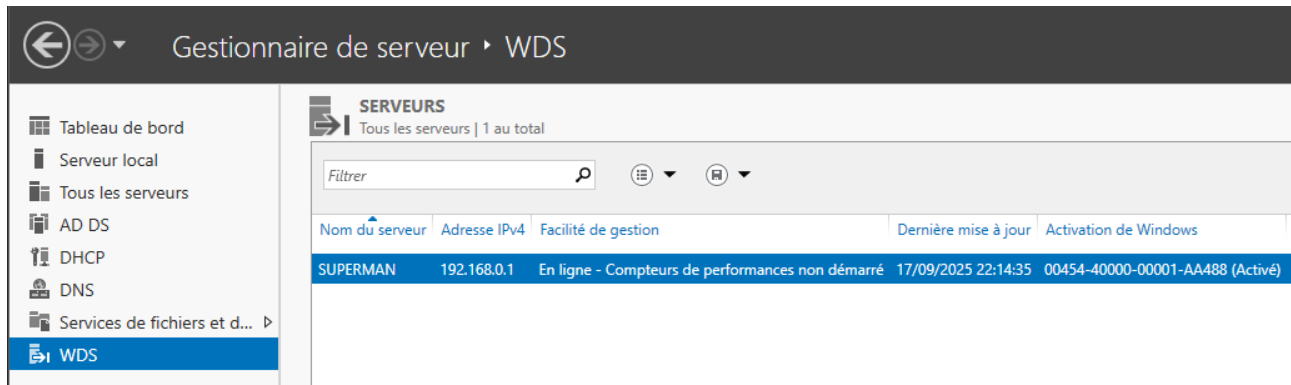 Gestionnaire de serveur ‣ WDS
Tableau de bord
Serveur local
Tous les serveurs
AD DS
DHCP
DNS
Services de fichiers et d...
WDS
SERVEURS
Tous les serveurs | 1 au total
Filtrer
Nom du serveur Adresse IPv4 Facilité de gestion Dernière mise à jour Activation de Windows
SUPERMAN 192.168.0.1 En ligne - Compteurs de performances non démarré 17/09/2025 22:14:35 00454-40000-00001-AA488 (Activé)